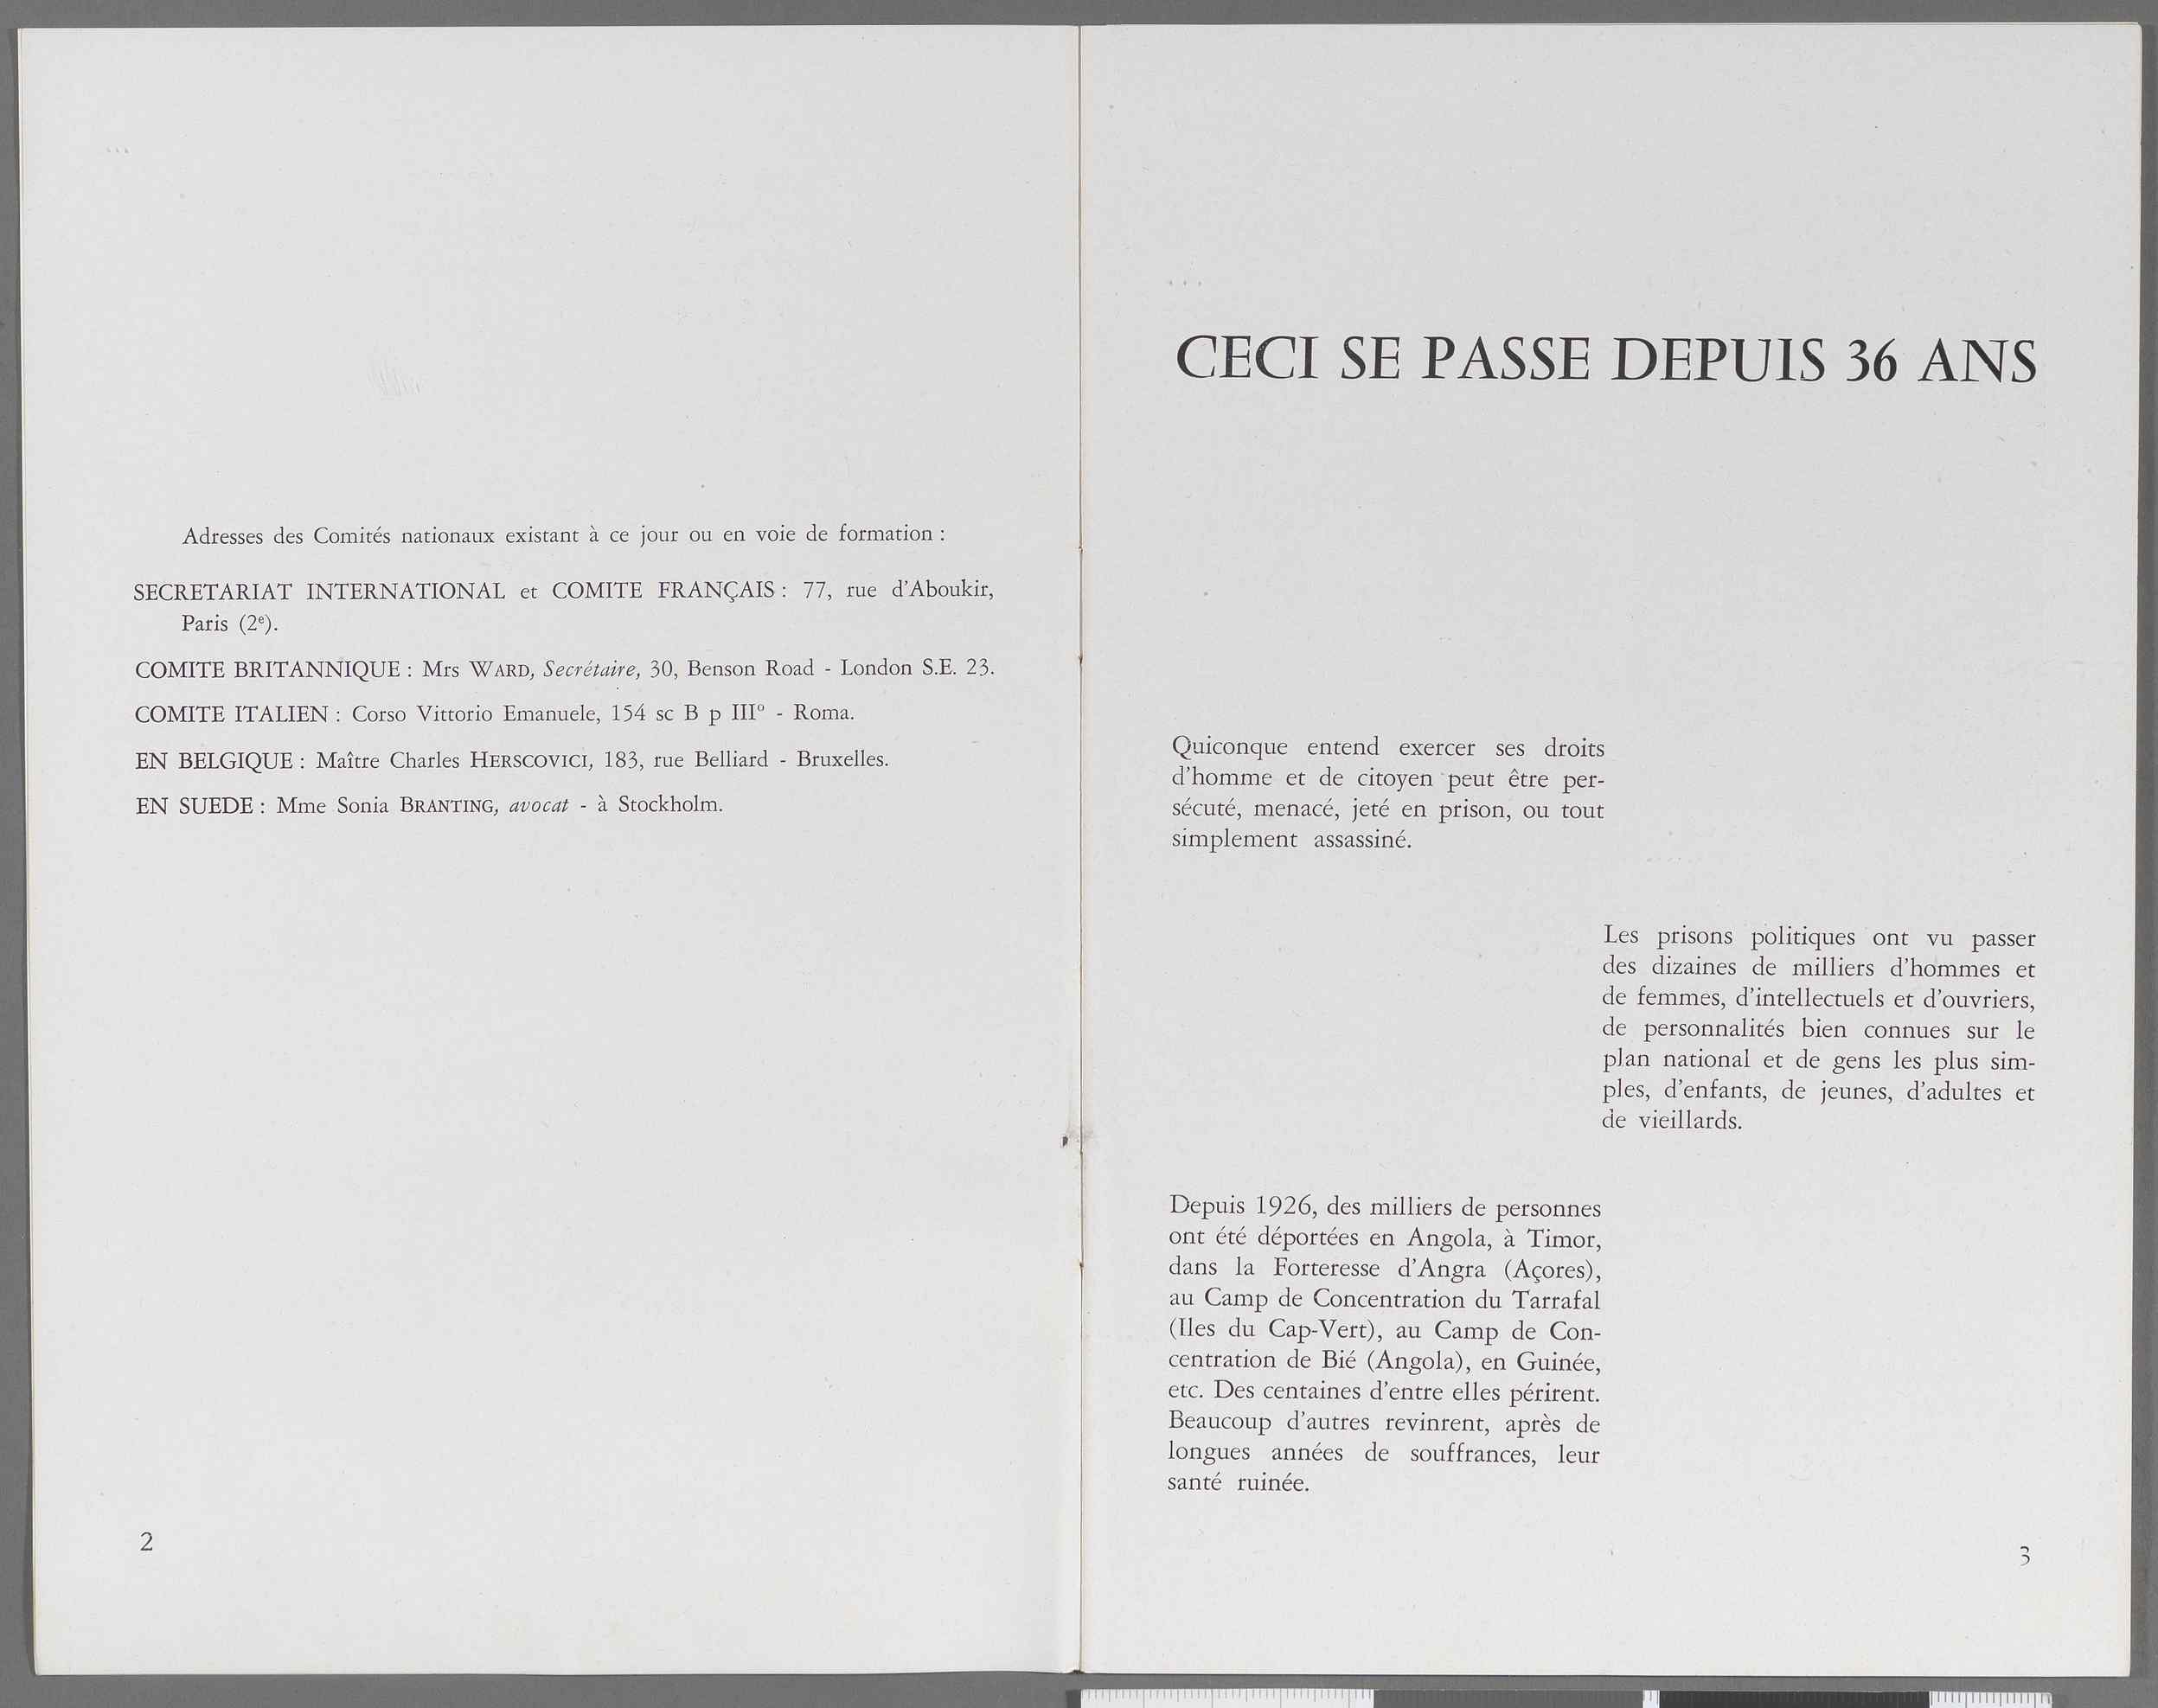 Adresses des Comités nationaux existant à ce jour ou en voie de formation :
SECRETARIAT INTERNATIONAL et COMITE FRANÇAIS : 77, rue d'Aboukir,
Paris (2e).
COMITE BRITANNIQUE : Mrs WARD, Secrétaire, 30, Benson Road - London S.E. 23.
COMITE ITALIEN : Corso Vittorio Emanuele, 154 sc B p IIIo - Roma.
EN BELGIQUE : Maître Charles HERSCOVICI, 183, rue Belliard - Bruxelles.
EN SUEDE : Mme Sonia BRANTING, avocat - à Stockholm.
2
CECI SE PASSE DEPUIS 36 ANS
Quiconque entend exercer ses droits
d'homme et de citoyen peut être per-
sécuté, menacé, jeté en prison, ou tout
simplement assassiné.
Les prisons politiques ont vu passer
des dizaines de milliers d'hommes et
de femmes, d'intellectuels et d'ouvriers,
de personnalités bien connues sur le
plan national et de gens les plus sim-
ples, d'enfants, de jeunes, d'adultes et
de vieillards.
Depuis 1926, des milliers de personnes
ont été déportées en Angola, à Timor,
dans la Forteresse d'Angra (Açores),
au Camp de Concentration du Tarrafal
(Iles du Cap-Vert), au Camp de Con-
centration de Bié (Angola), en Guinée,
etc. Des centaines d'entre elles périrent.
Beaucoup d'autres revinrent, après de
longues années de souffrances, leur
santé ruinée.
3